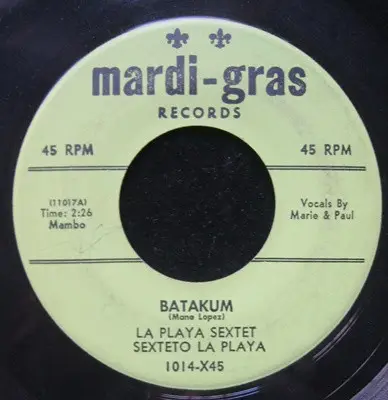 mardi-gras
RECORDS
45 RPM
45 RPM
(11017A)
Time: 2:26
Mambo
Vocals By
Marie & Paul
BATAKUM
(Mane Lopez)
LA PLAYA SEXTET
SEXTETO LA PLAYA
1014-X45